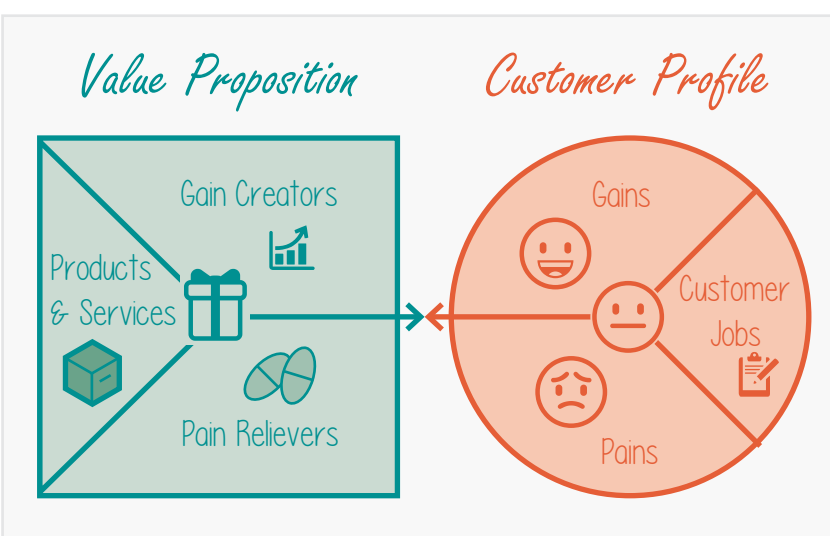 Value Proposition
Customer Profile
Gain Creators
Products
& Services
Pain Relievers
Gains
Customer
Jobs
Pains